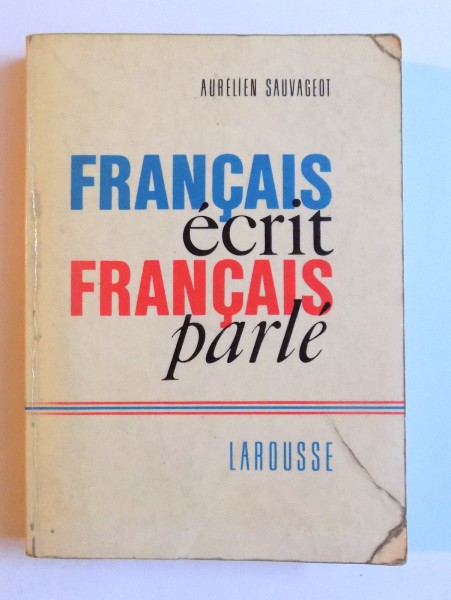 AURÉLIEN SAUVAGEOT
FRANÇAIS
écrit
FRANÇAIS
parlé
LAROUSSE